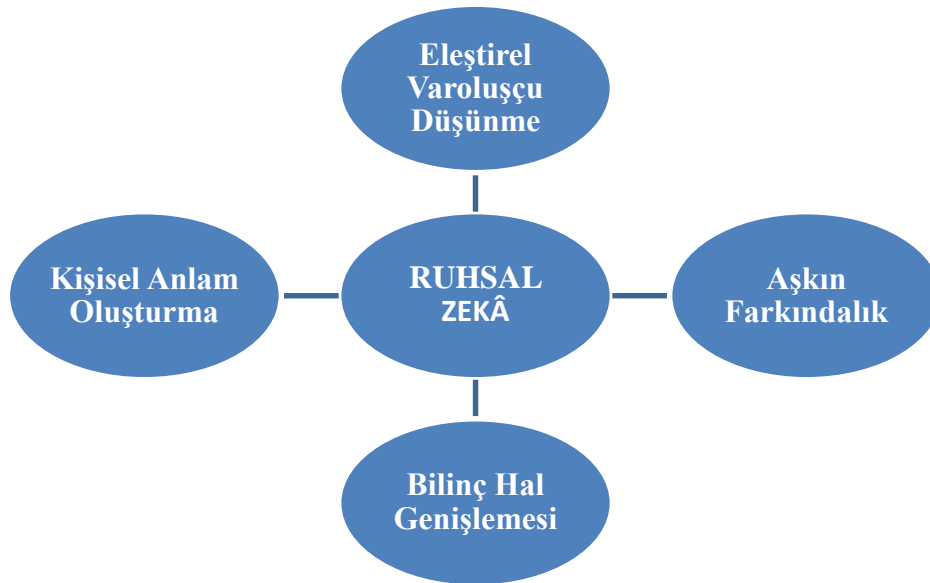 Eleştirel
Varoluşçu
Düşünme
Kişisel Anlam
Oluşturma
RUHSAL
ZEKÂ
Aşkın
Farkındalık
Bilinç Hal
Genişlemesi